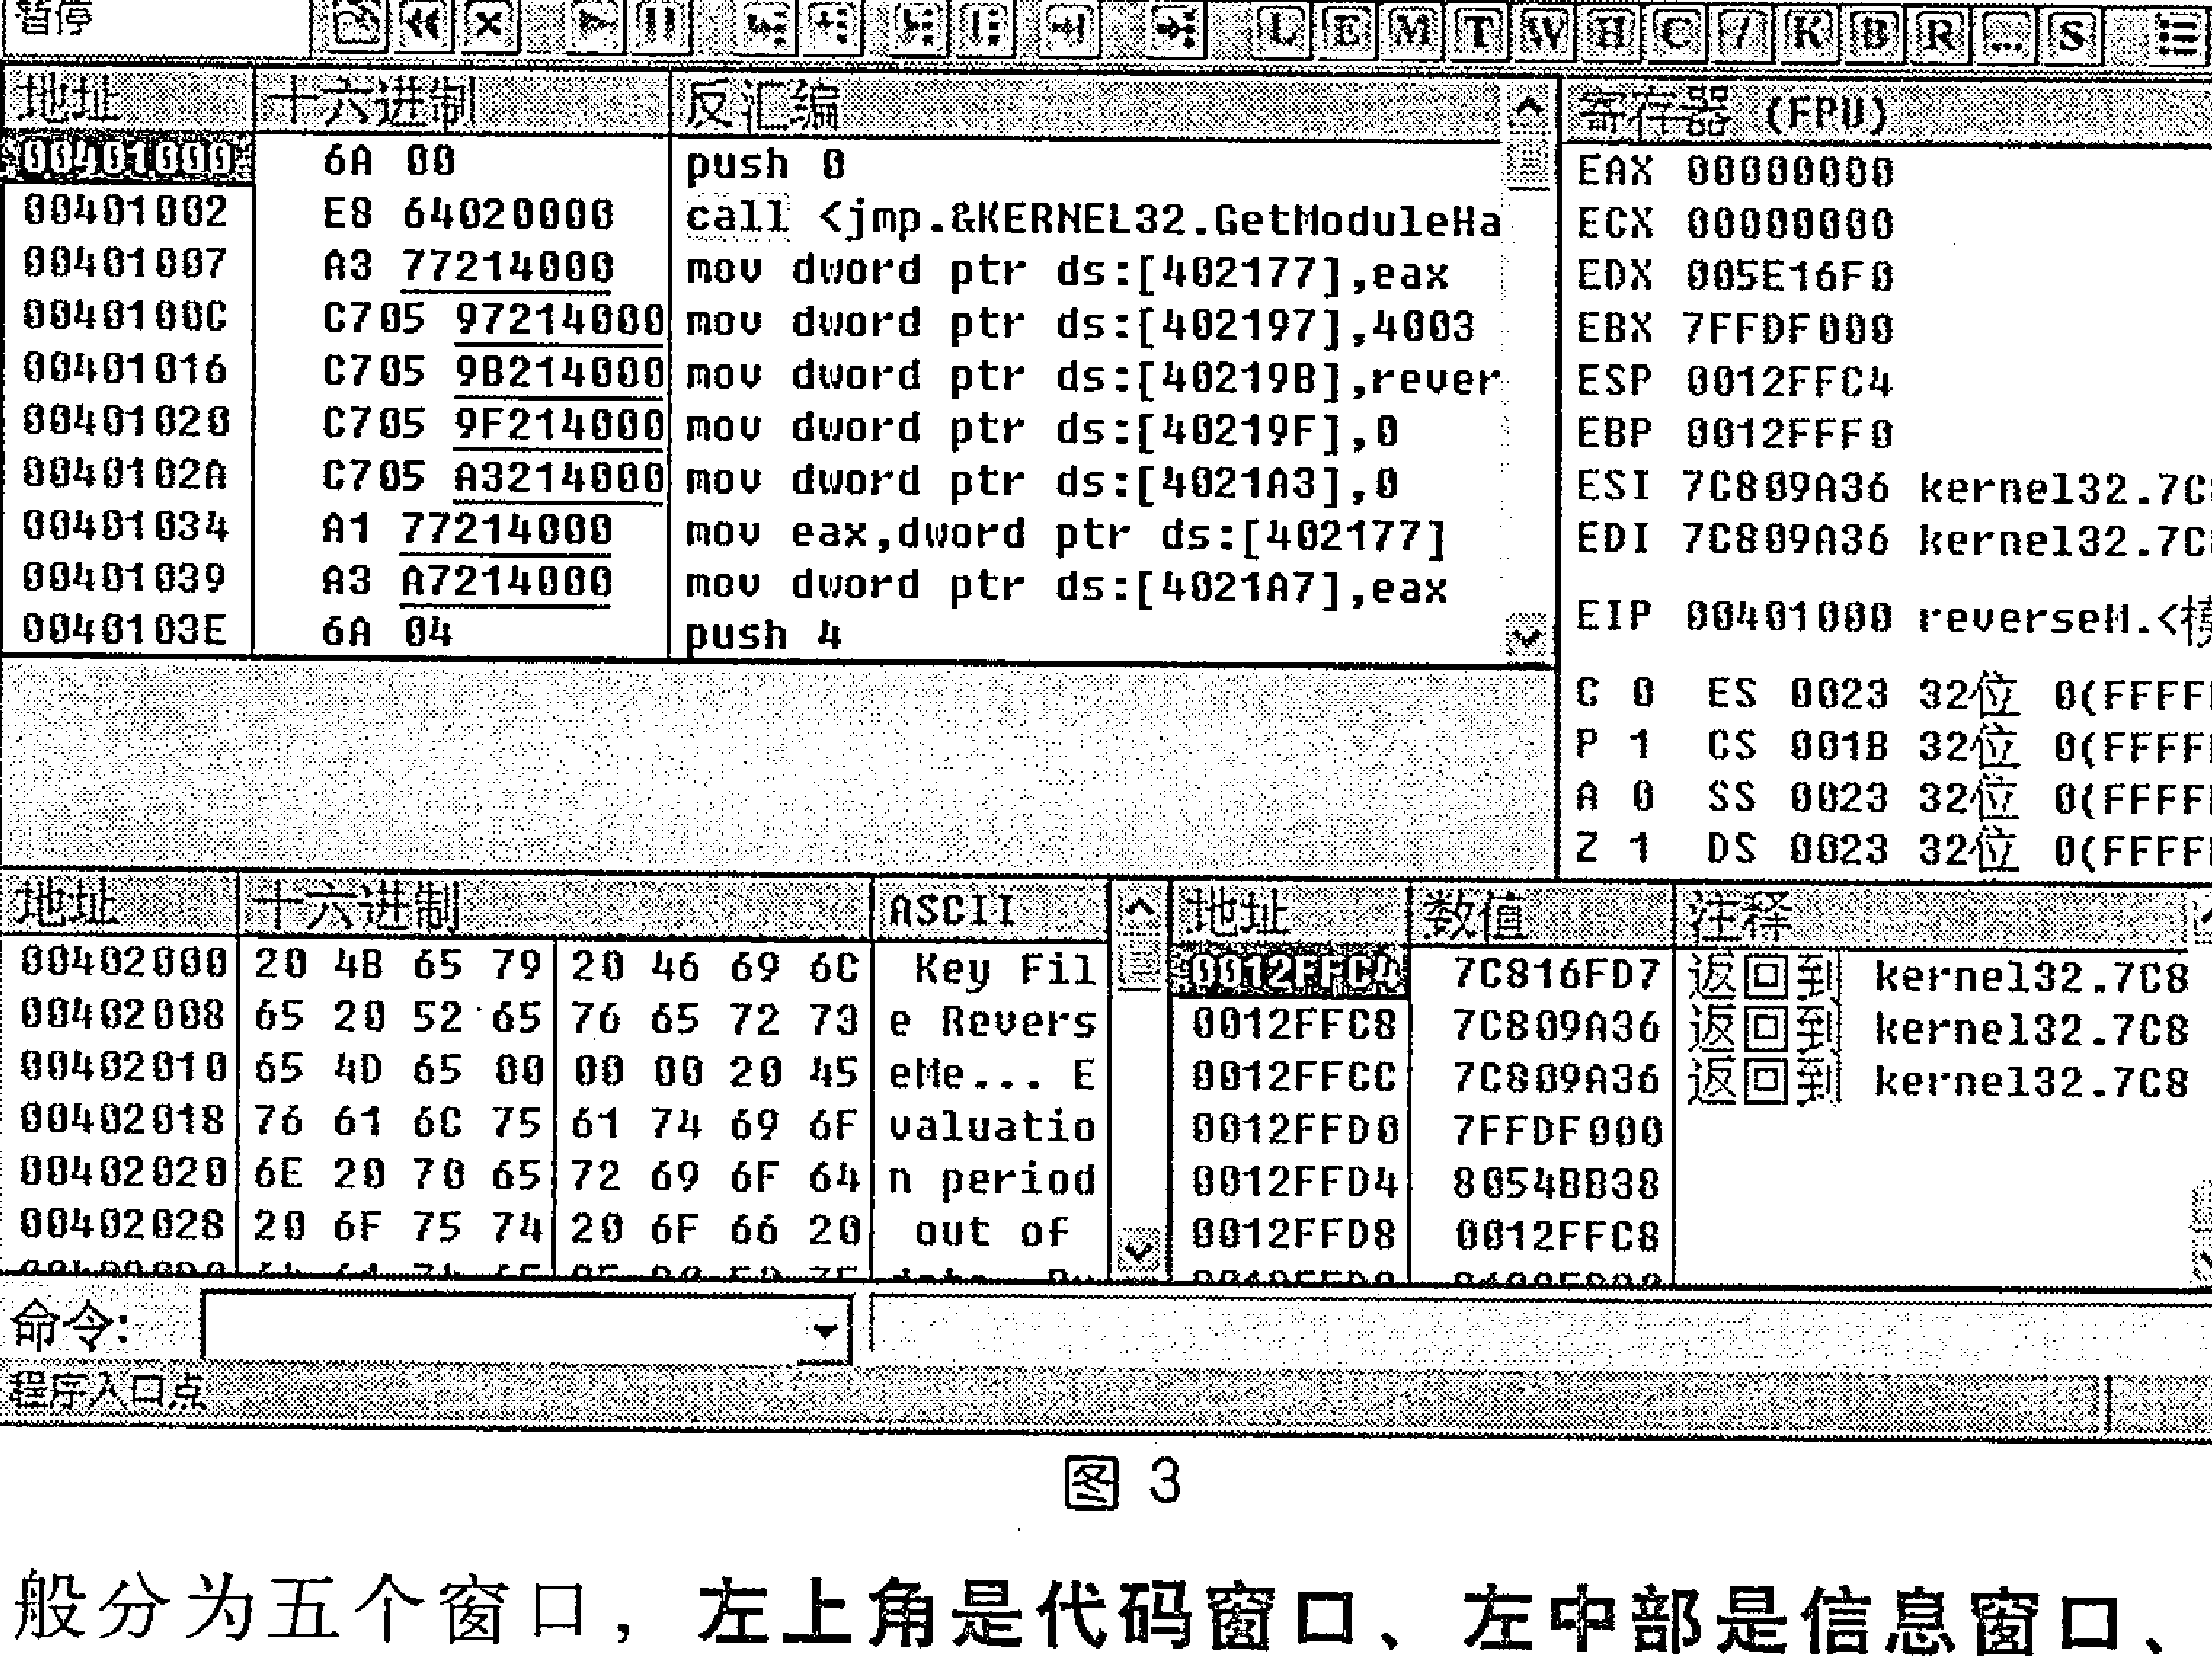 暂停 L E M T W H C / K B R ... S
地址 十六进制 反汇编
00401000 6A 00 push 0
00401002 E8 64020000 call <jmp.&KERNEL32.GetModuleHa
00401007 A3 77214000 mov dword ptr ds:[402177],eax
0040100C C705 97214000 mov dword ptr ds:[402197],4003
00401016 C705 9B214000 mov dword ptr ds:[40219B],rever
00401020 C705 9F214000 mov dword ptr ds:[40219F],0
0040102A C705 A3214000 mov dword ptr ds:[4021A3],0
00401034 A1 77214000 mov eax,dword ptr ds:[402177]
00401039 A3 A7214000 mov dword ptr ds:[4021A7],eax
0040103E 6A 04 push 4
寄存器 (FPU)
EAX 00000000
ECX 00000000
EDX 005E16F0
EBX 7FFDF000
ESP 0012FFC4
EBP 0012FFF0
ESI 7C809A36 kernel32.7C8
EDI 7C809A36 kernel32.7C8
EIP 00401000 reverseM.<模
C 0 ES 0023 32位 0(FFFF
P 1 CS 001B 32位 0(FFFF
A 0 SS 0023 32位 0(FFFF
Z 1 DS 0023 32位 0(FFFF
地址 十六进制 ASCII
00402000 20 4B 65 79 20 46 69 6C Key Fil
00402008 65 20 52 65 76 65 72 73 e Revers
00402010 65 4D 65 00 00 00 20 45 eMe... E
00402018 76 61 6C 75 61 74 69 6F valuatio
00402020 6E 20 70 65 72 69 6F 64 n period
00402028 20 6F 75 74 20 6F 66 20 out of
地址 数值 注释
0012FFC4 7C816FD7 返回到 kernel32.7C8
0012FFC8 7C809A36 返回到 kernel32.7C8
0012FFCC 7C809A36 返回到 kernel32.7C8
0012FFD0 7FFDF000
0012FFD4 8054BB38
0012FFD8 0012FFC8
命令:
程序入口点
图 3
般分为五个窗口，左上角是代码窗口、左中部是信息窗口、